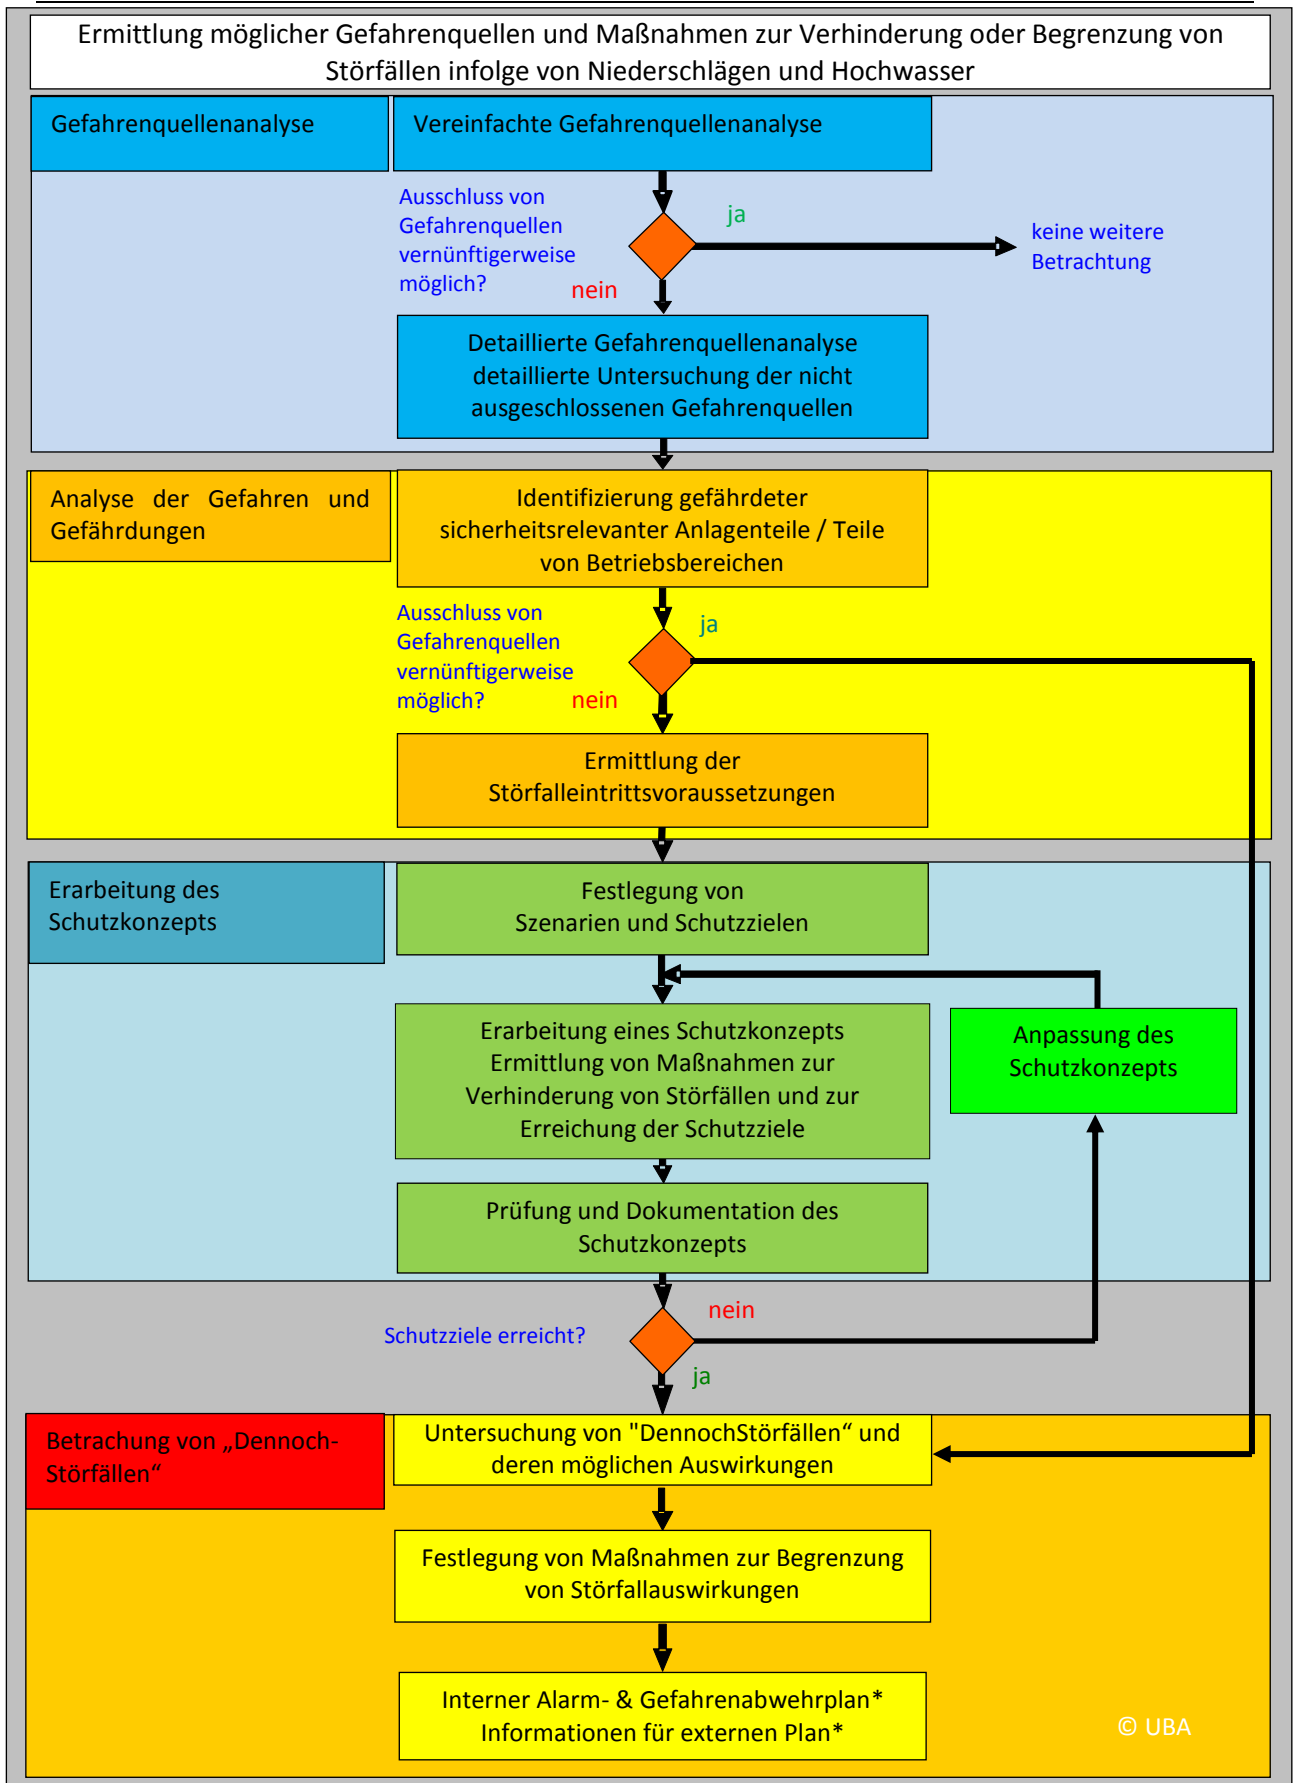 Ermittlung möglicher Gefahrenquellen und Maßnahmen zur Verhinderung oder Begrenzung von
Störfällen infolge von Niederschlägen und Hochwasser
Gefahrenquellenanalyse
Vereinfachte Gefahrenquellenanalyse
Ausschluss von
Gefahrenquellen
vernünftigerweise
möglich?
ja
keine weitere
Betrachtung
nein
Detaillierte Gefahrenquellenanalyse
detaillierte Untersuchung der nicht
ausgeschlossenen Gefahrenquellen
Analyse der Gefahren und
Gefährdungen
Identifizierung gefährdeter
sicherheitsrelevanter Anlagenteile / Teile
von Betriebsbereichen
Ausschluss von
Gefahrenquellen
vernünftigerweise
möglich?
ja
nein
Ermittlung der
Störfalleintrittsvoraussetzungen
Erarbeitung des
Schutzkonzepts
Festlegung von
Szenarien und Schutzzielen
Erarbeitung eines Schutzkonzepts
Ermittlung von Maßnahmen zur
Verhinderung von Störfällen und zur
Erreichung der Schutzziele
Anpassung des
Schutzkonzepts
Prüfung und Dokumentation des
Schutzkonzepts
Schutzziele erreicht?
nein
ja
Betrachung von „Dennoch-
Störfällen“
Untersuchung von "DennochStörfällen“ und
deren möglichen Auswirkungen
Festlegung von Maßnahmen zur Begrenzung
von Störfallauswirkungen
Interner Alarm- & Gefahrenabwehrplan*
Informationen für externen Plan*
© UBA